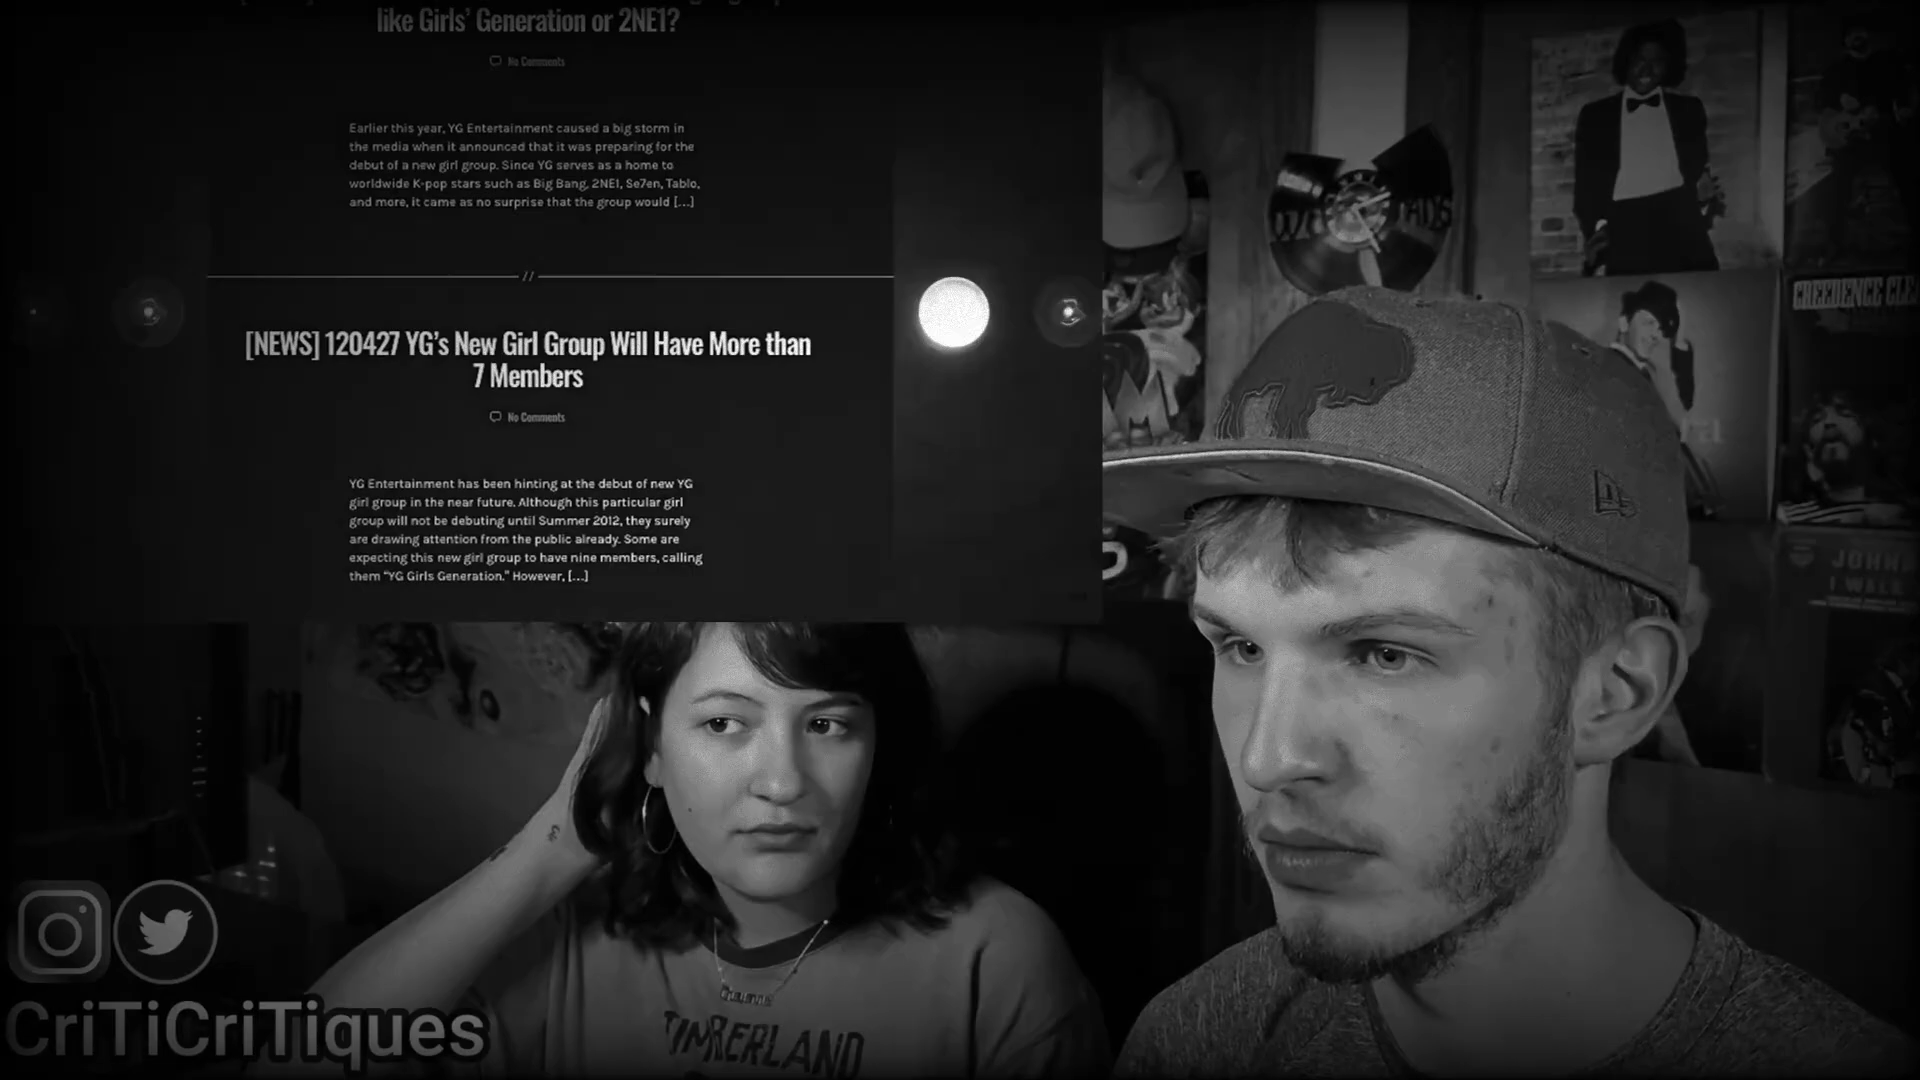 like Girls' Generation or 2NE1?
No Comments
Earlier this year, YG Entertainment caused a big storm in
the media when it announced that it was preparing for the
debut of a new girl group. Since YG serves as a home to
worldwide K-pop stars such as Big Bang, 2NE1, Se7en, Tablo,
and more, it came as no surprise that the group would [...]
//
[NEWS] 120427 YG's New Girl Group Will Have More than
7 Members
No Comments
YG Entertainment has been hinting at the debut of new YG
girl group in the near future. Although this particular girl
group will not be debuting until Summer 2012, they surely
are drawing attention from the public already. Some are
expecting this new girl group to have nine members, calling
them "YG Girls Generation." However, [...]
CREEDENCE CLE
JOHN
I WALK
TIMBERLAND
CriTiCriTiques